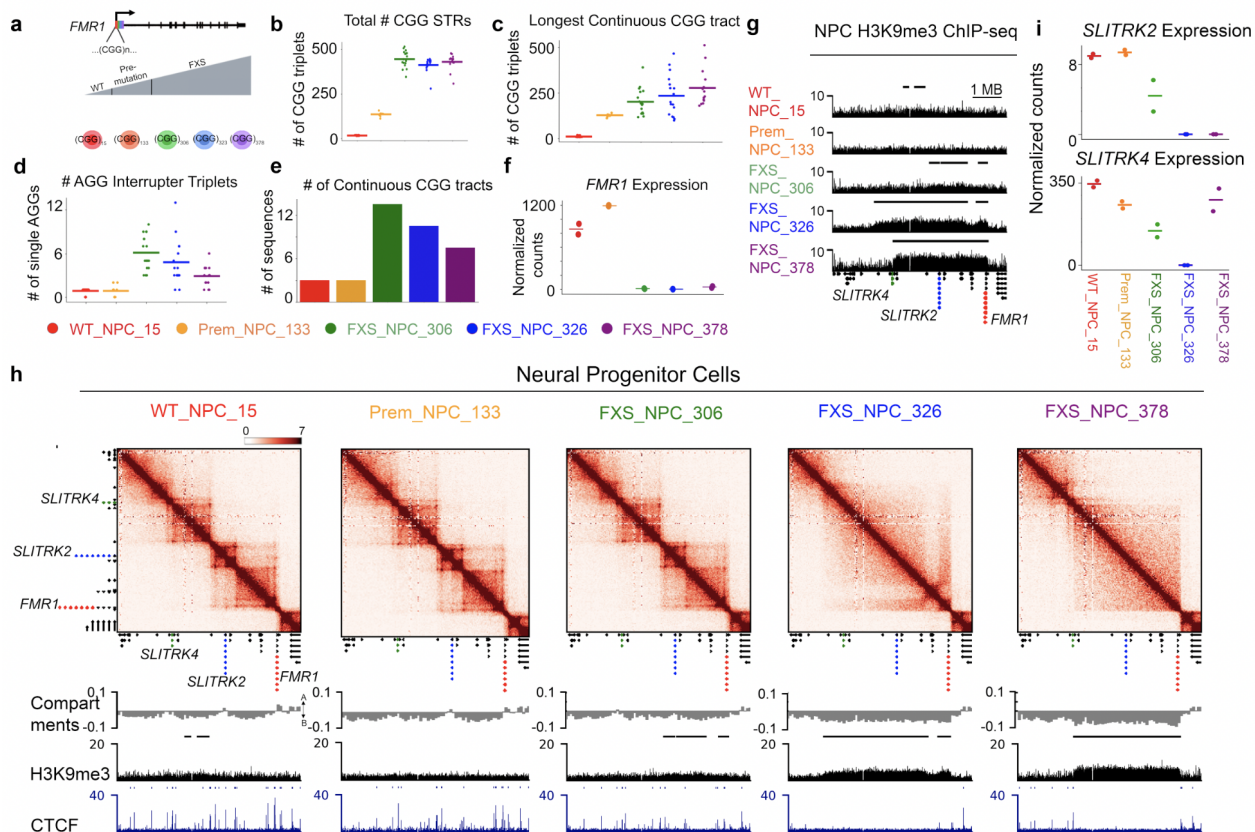 a
FMR1
...(CGG)n...
WT
Pre-
mutation
FXS
(CGG)15 (CGG)133 (CGG)306 (CGG)323 (CGG)378
b
Total # CGG STRs
# of CGG triplets
500
250
0
c
Longest Continuous CGG tract
# of CGG triplets
500
250
0
d
# AGG Interrupter Triplets
# of single AGGs
12
6
0
e
# of Continuous CGG tracts
# of sequences
12
6
0
f
FMR1 Expression
Normalized
counts
1200
0
WT_NPC_15
Prem_NPC_133
FXS_NPC_306
FXS_NPC_326
FXS_NPC_378
g
NPC H3K9me3 ChIP-seq
1 MB
WT_
NPC_15
10
Prem_
NPC_133
10
FXS_
NPC_306
10
FXS_
NPC_326
10
FXS_
NPC_378
10
SLITRK4
SLITRK2
FMR1
i
SLITRK2 Expression
Normalized counts
8
0
SLITRK4 Expression
350
0
WT_NPC_15
Prem_NPC_133
FXS_NPC_306
FXS_NPC_326
FXS_NPC_378
h
Neural Progenitor Cells
WT_NPC_15
Prem_NPC_133
FXS_NPC_306
FXS_NPC_326
FXS_NPC_378
0 7
SLITRK4
SLITRK2
FMR1
SLITRK4
SLITRK2
FMR1
Compart
ments
0.1
-0.1
A
B
0.1
-0.1
0.1
-0.1
0.1
-0.1
0.1
-0.1
H3K9me3
20
20
20
20
20
CTCF
40
40
40
40
40